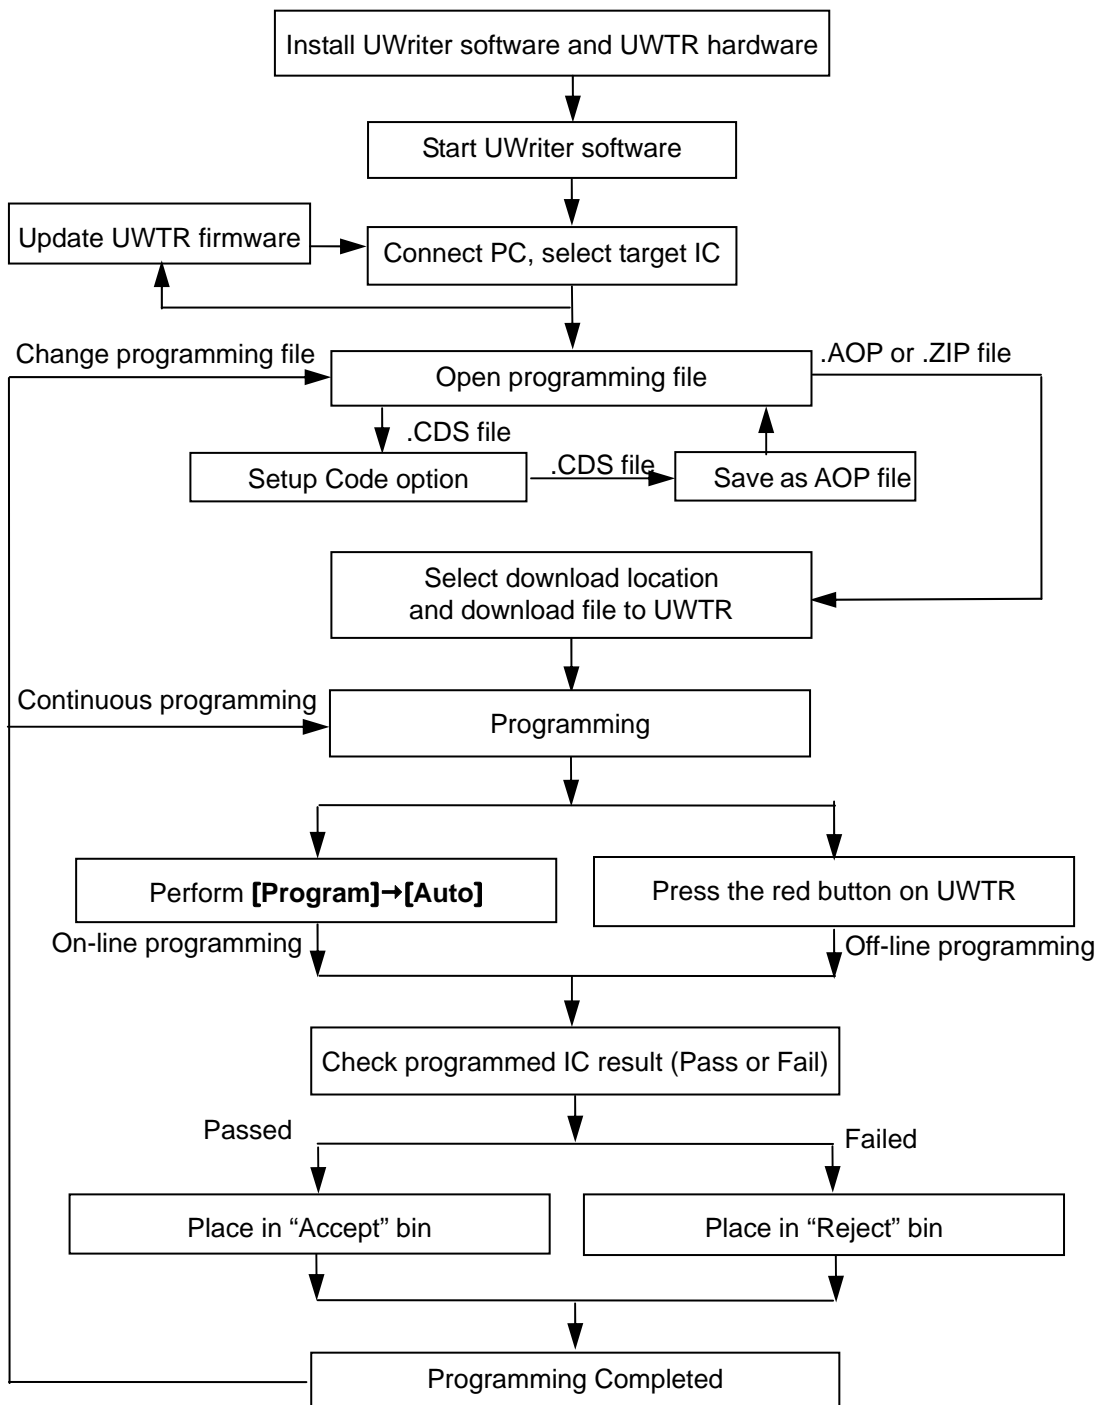 Install UWriter software and UWTR hardware
Start UWriter software
Update UWTR firmware
Connect PC, select target IC
Change programming file
.AOP or .ZIP file
Open programming file
.CDS file
Setup Code option
.CDS file
Save as AOP file
Select download location
and download file to UWTR
Continuous programming
Programming
Perform [Program]→[Auto]
Press the red button on UWTR
On-line programming
Off-line programming
Check programmed IC result (Pass or Fail)
Passed
Failed
Place in “Accept” bin
Place in “Reject” bin
Programming Completed